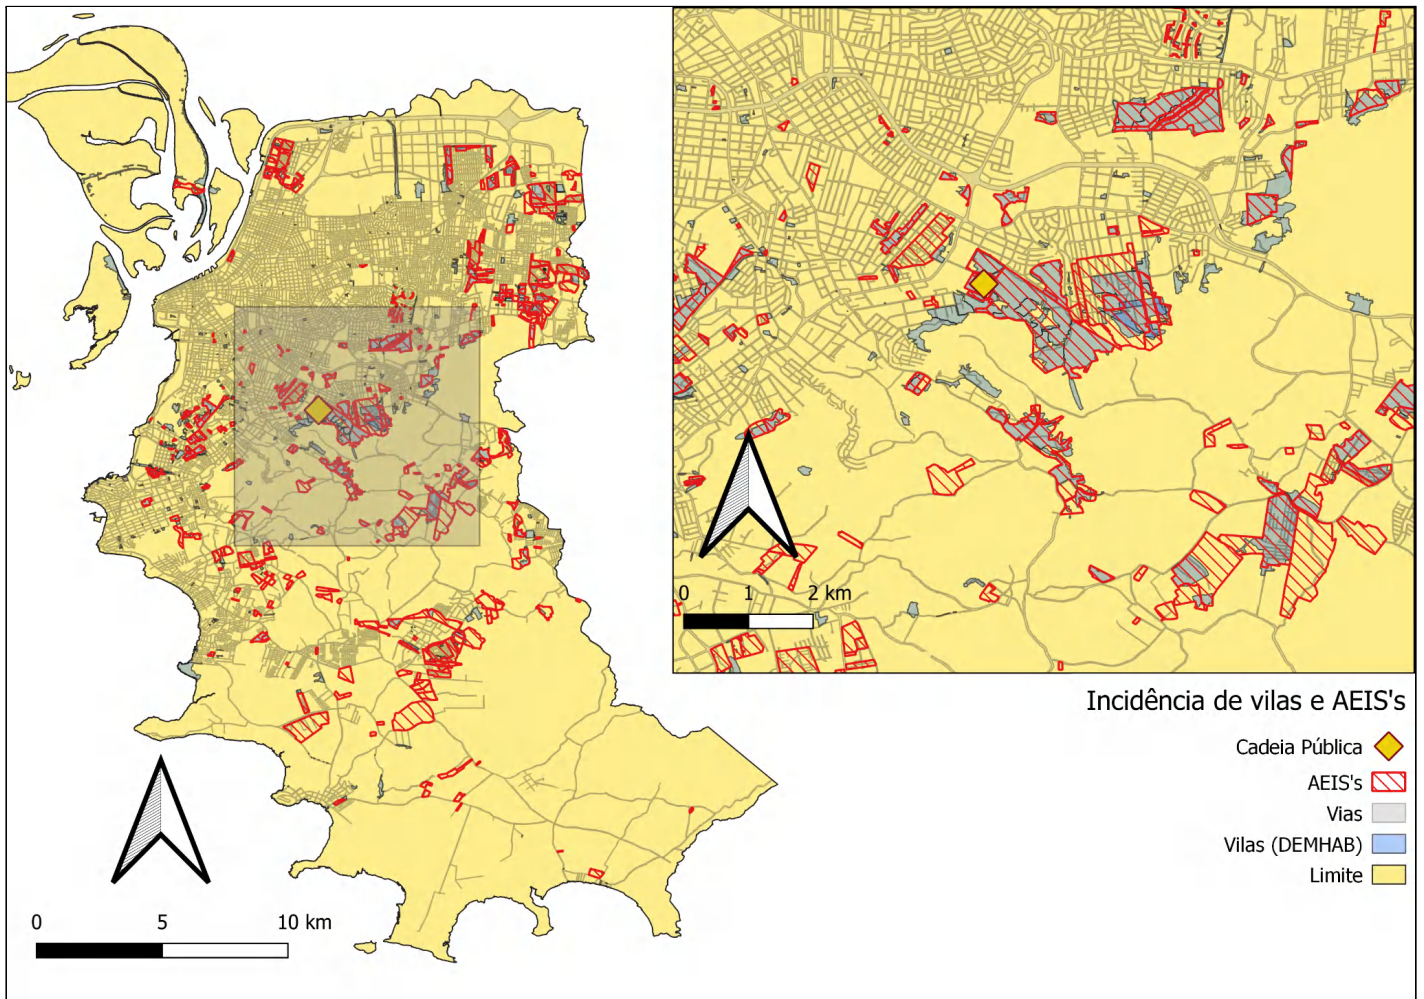 0 1 2 km
Incidência de vilas e AEIS's
Cadeia Pública
AEIS's
Vias
Vilas (DEMHAB)
Limite
0 5 10 km